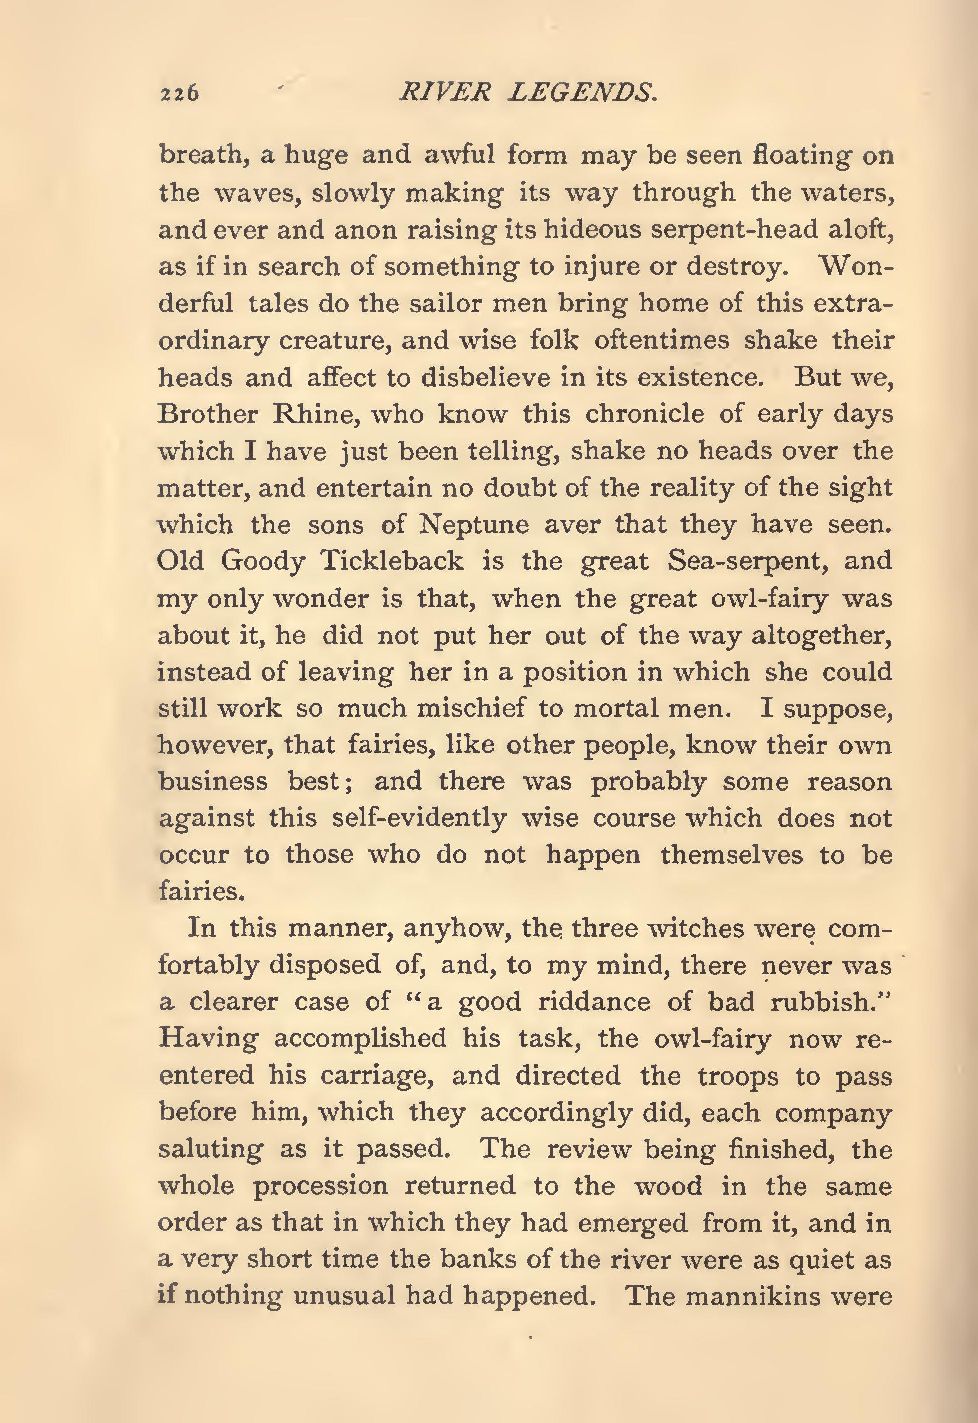 226 RIVER LEGENDS.
breath, a huge and awful form may be seen floating on
the waves, slowly making its way through the waters,
and ever and anon raising its hideous serpent-head aloft,
as if in search of something to injure or destroy. Won-
derful tales do the sailor men bring home of this extra-
ordinary creature, and wise folk oftentimes shake their
heads and affect to disbelieve in its existence. But we,
Brother Rhine, who know this chronicle of early days
which I have just been telling, shake no heads over the
matter, and entertain no doubt of the reality of the sight
which the sons of Neptune aver that they have seen.
Old Goody Tickleback is the great Sea-serpent, and
my only wonder is that, when the great owl-fairy was
about it, he did not put her out of the way altogether,
instead of leaving her in a position in which she could
still work so much mischief to mortal men. I suppose,
however, that fairies, like other people, know their own
business best; and there was probably some reason
against this self-evidently wise course which does not
occur to those who do not happen themselves to be
fairies.
In this manner, anyhow, the three witches were com-
fortably disposed of, and, to my mind, there never was
a clearer case of “a good riddance of bad rubbish.”
Having accomplished his task, the owl-fairy now re-
entered his carriage, and directed the troops to pass
before him, which they accordingly did, each company
saluting as it passed. The review being finished, the
whole procession returned to the wood in the same
order as that in which they had emerged from it, and in
a very short time the banks of the river were as quiet as
if nothing unusual had happened. The mannikins were